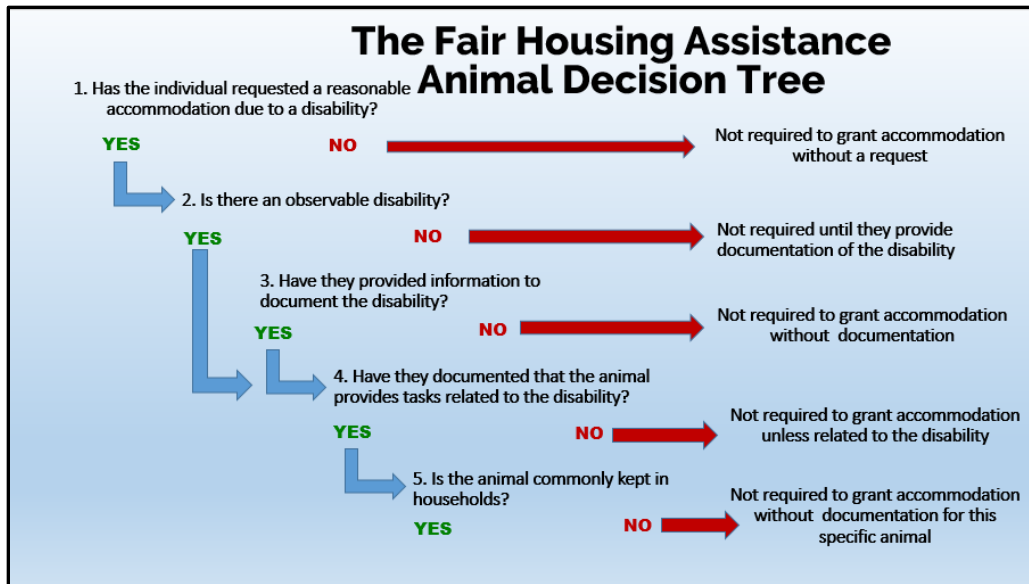 The Fair Housing Assistance
Animal Decision Tree
1. Has the individual requested a reasonable
accommodation due to a disability?
YES
NO
Not required to grant accommodation
without a request
2. Is there an observable disability?
YES
NO
Not required until they provide
documentation of the disability
3. Have they provided information to
document the disability?
YES
NO
Not required to grant accommodation
without  documentation
4. Have they documented that the animal
provides tasks related to the disability?
YES
NO
Not required to grant accommodation
unless related to the disability
5. Is the animal commonly kept in
households?
YES
NO
Not required to grant accommodation
without  documentation for this
specific animal